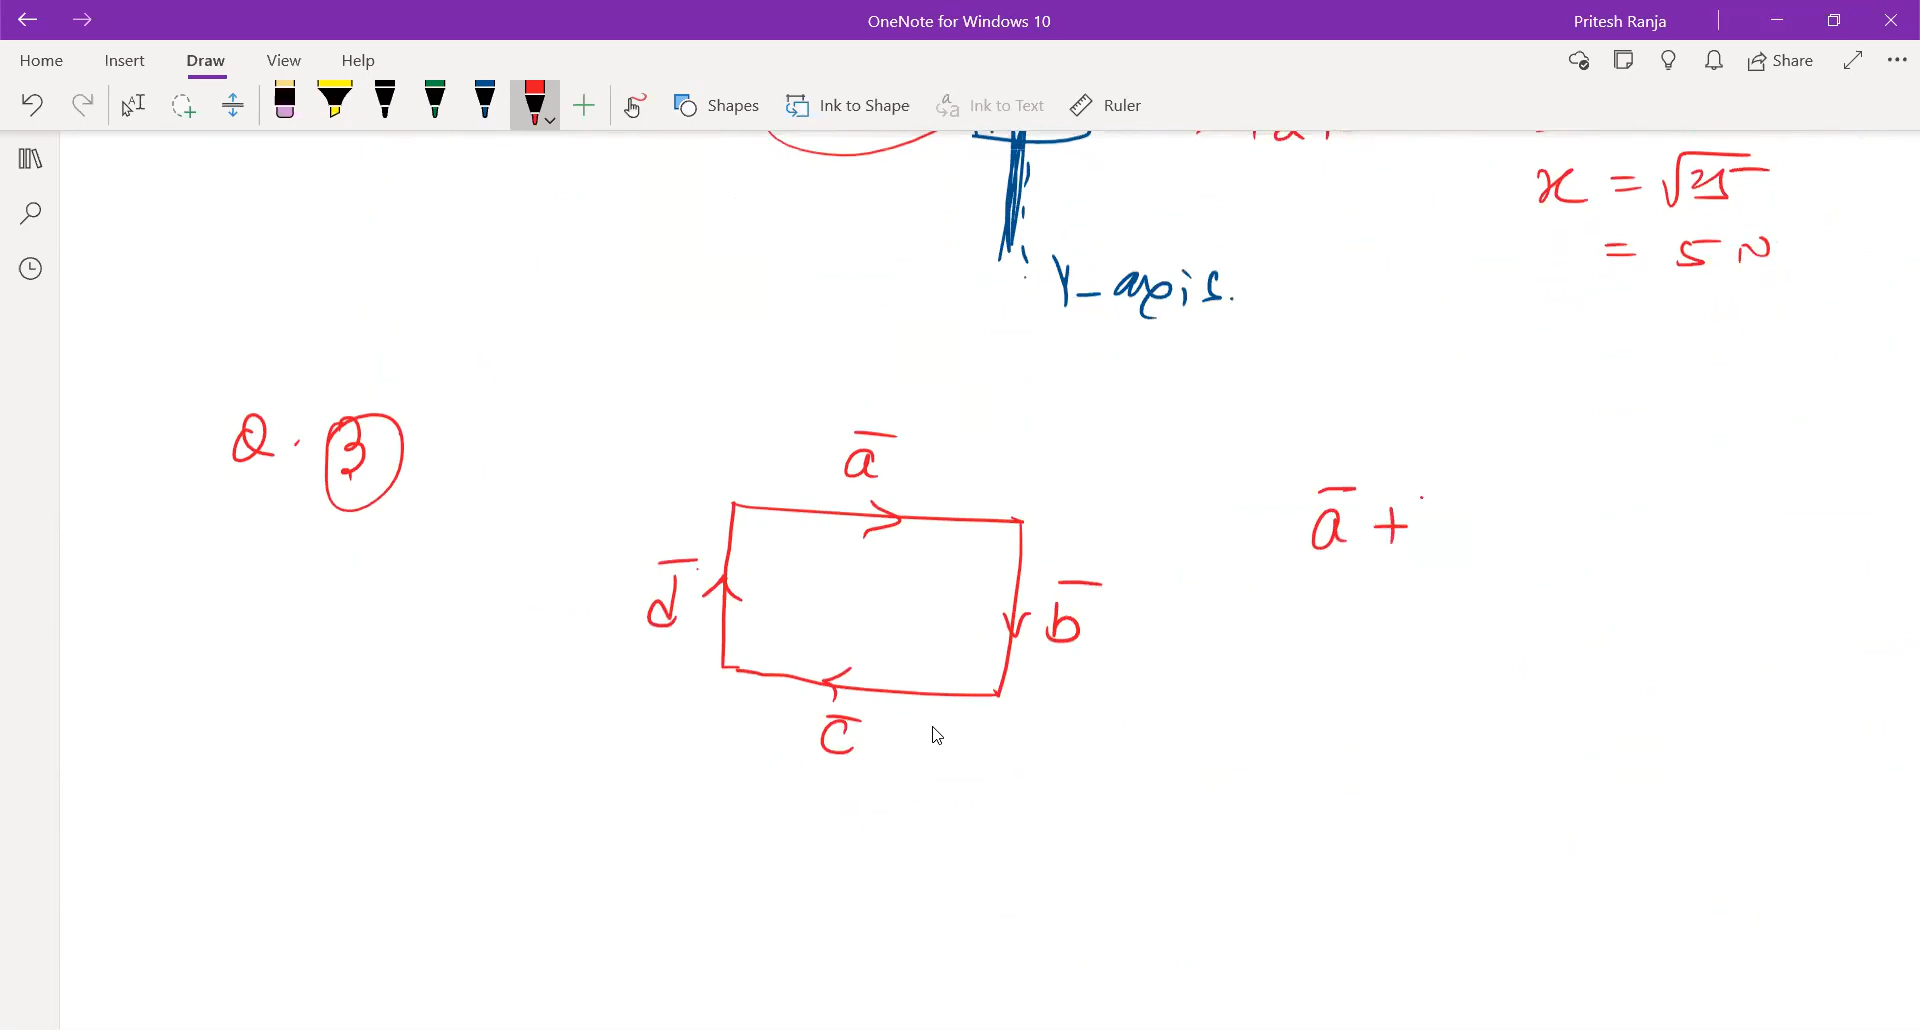 OneNote for Windows 10
Pritesh Ranja
Home Insert Draw View Help
Share
Shapes Ink to Shape Ink to Text Ruler
x = √25
= 5 N
Y-axis.
Q. 3
a̅
a̅ +
d̅
b̅
c̅